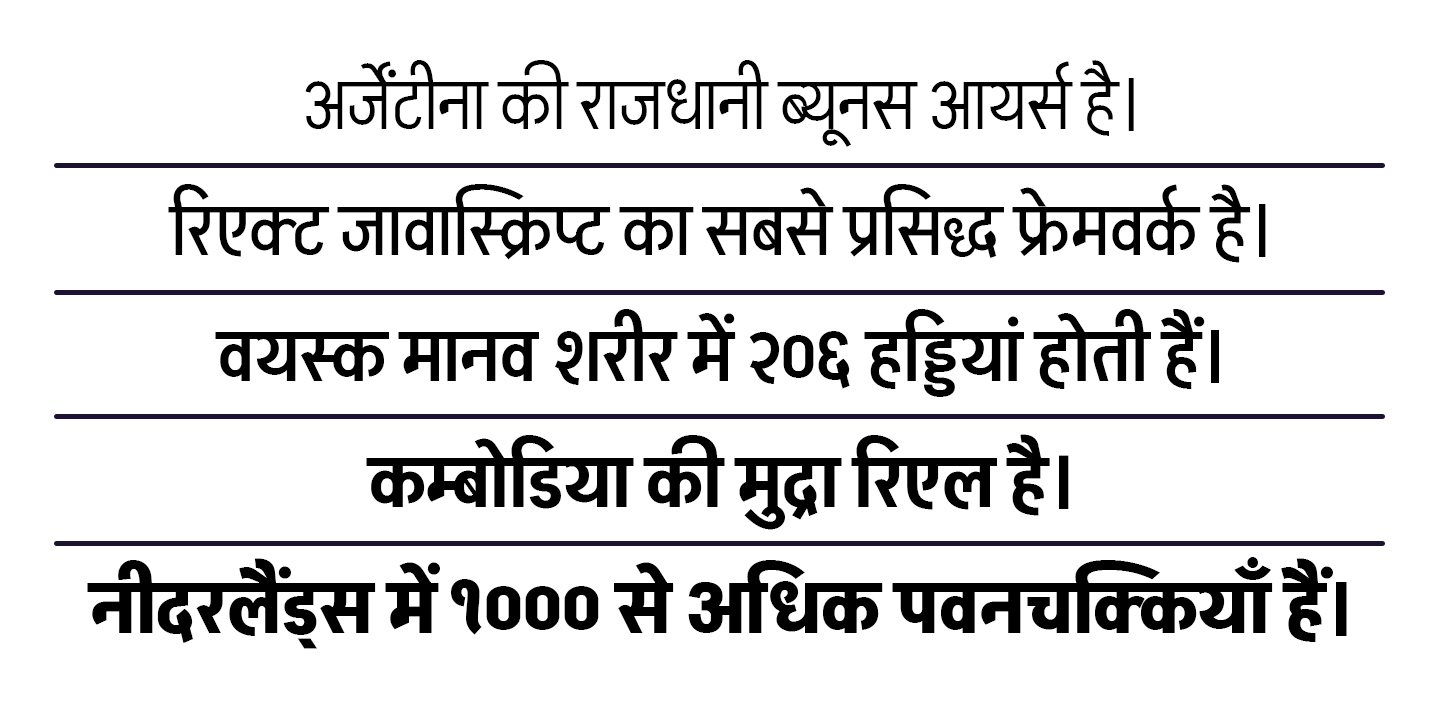 अर्जेंटीना की राजधानी ब्यूनस आयर्स है।
रिएक्ट जावास्क्रिप्ट का सबसे प्रसिद्ध फ्रेमवर्क है।
वयस्क मानव शरीर में २०६ हड्डियां होती हैं।
कम्बोडिया की मुद्रा रिएल है।
नीदरलैंड्स में १००० से अधिक पवनचक्कियाँ हैं।